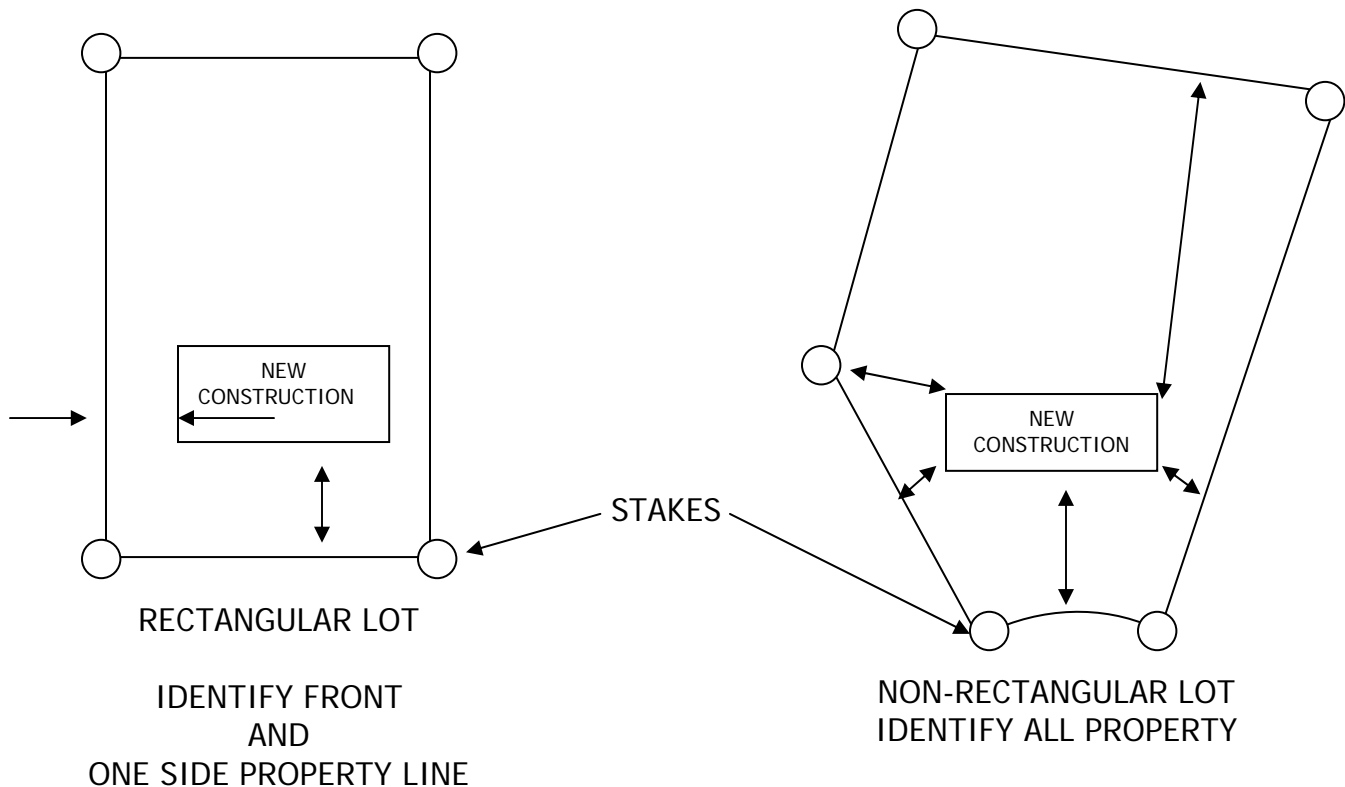 NEW
CONSTRUCTION
NEW
CONSTRUCTION
STAKES
RECTANGULAR LOT
IDENTIFY FRONT
AND
ONE SIDE PROPERTY LINE
NON-RECTANGULAR LOT
IDENTIFY ALL PROPERTY